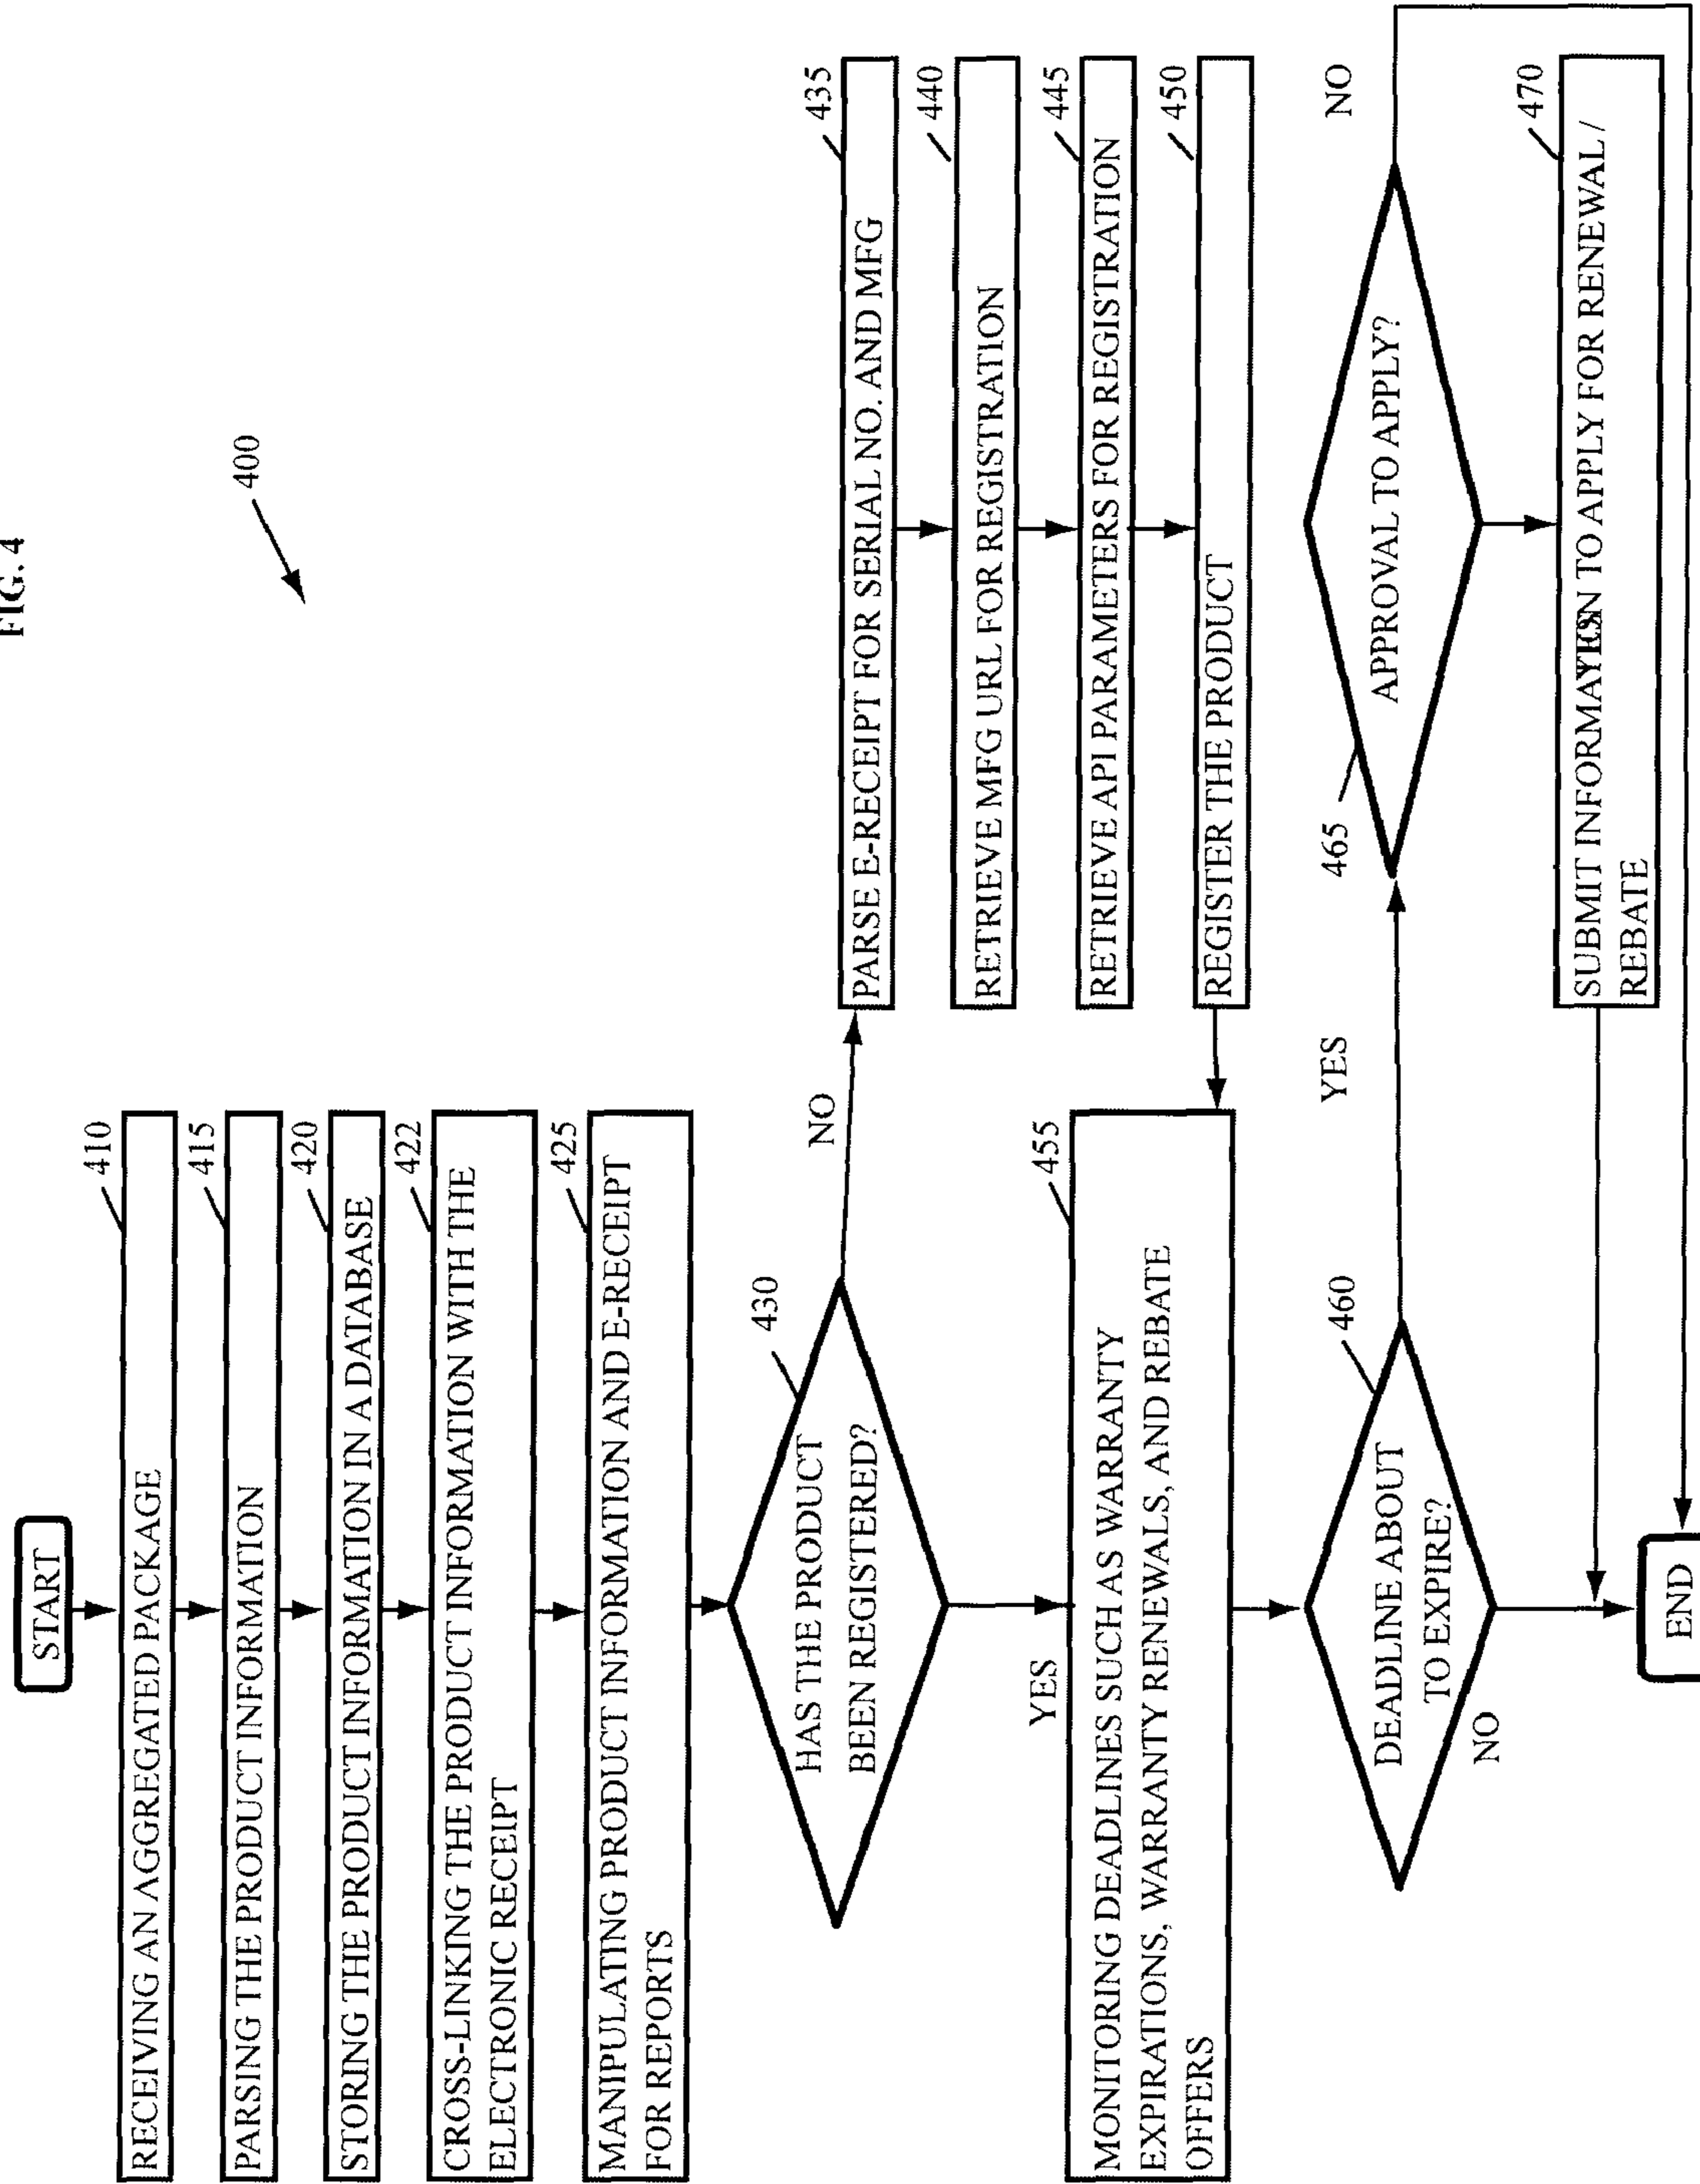 FIG. 4
400
START
410
RECEIVING AN AGGREGATED PACKAGE
415
PARSING THE PRODUCT INFORMATION
420
STORING THE PRODUCT INFORMATION IN A DATABASE
422
CROSS-LINKING THE PRODUCT INFORMATION WITH THE
ELECTRONIC RECEIPT
425
MANIPULATING PRODUCT INFORMATION AND E-RECEIPT
FOR REPORTS
430
HAS THE PRODUCT
BEEN REGISTERED?
NO
YES
435
PARSE E-RECEIPT FOR SERIAL NO. AND MFG
440
RETRIEVE MFG URL FOR REGISTRATION
445
RETRIEVE API PARAMETERS FOR REGISTRATION
450
REGISTER THE PRODUCT
455
MONITORING DEADLINES SUCH AS WARRANTY
EXPIRATIONS, WARRANTY RENEWALS, AND REBATE
OFFERS
460
DEADLINE ABOUT
TO EXPIRE?
YES
NO
465
APPROVAL TO APPLY?
NO
YES
470
SUBMIT INFORMATION TO APPLY FOR RENEWAL /
REBATE
END